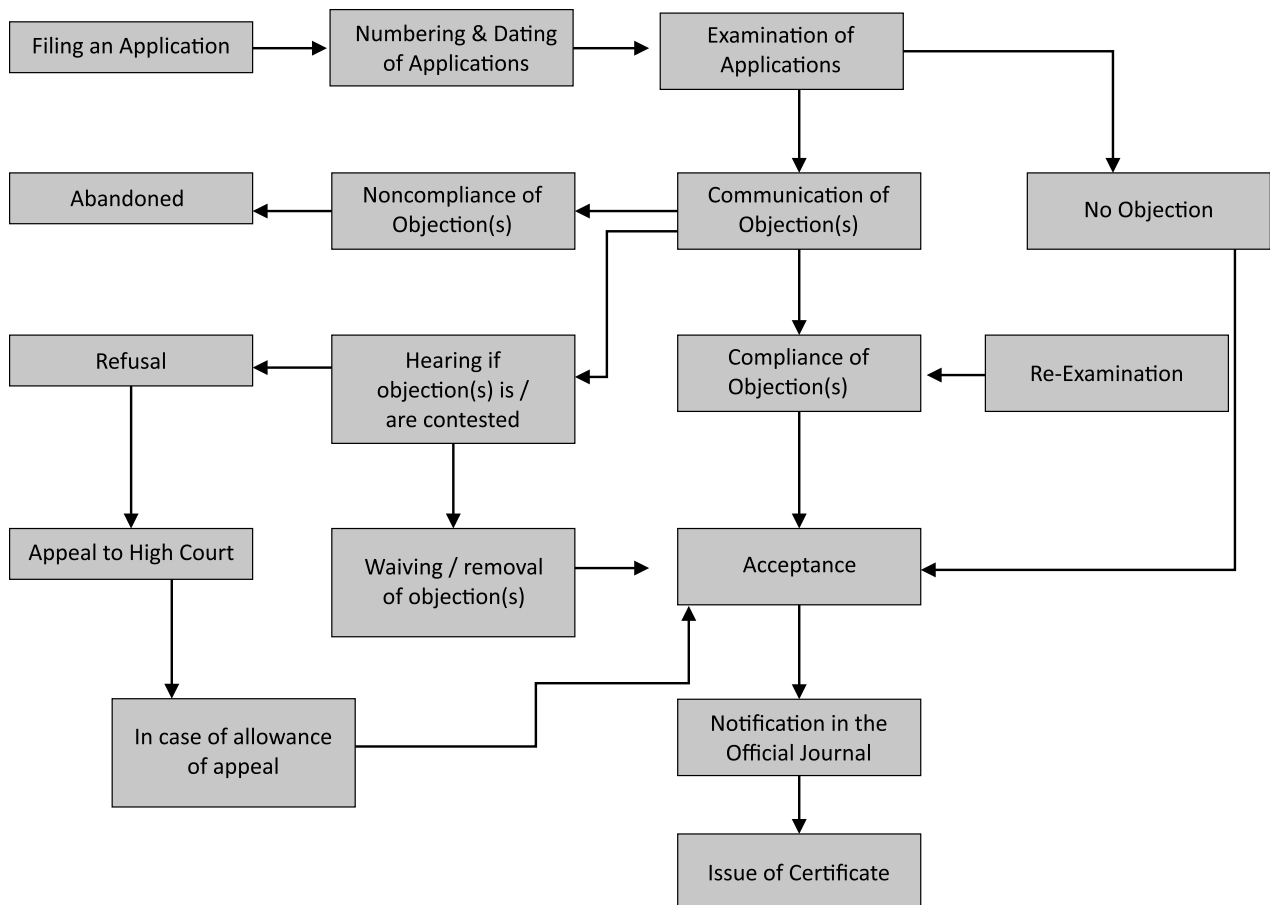 Filing an Application
Numbering & Dating
of Applications
Examination of
Applications
Abandoned
Noncompliance of
Objection(s)
Communication of
Objection(s)
No Objection
Refusal
Hearing if
objection(s) is /
are contested
Compliance of
Objection(s)
Re-Examination
Appeal to High Court
Waiving / removal
of objection(s)
Acceptance
In case of allowance
of appeal
Notification in the
Official Journal
Issue of Certificate